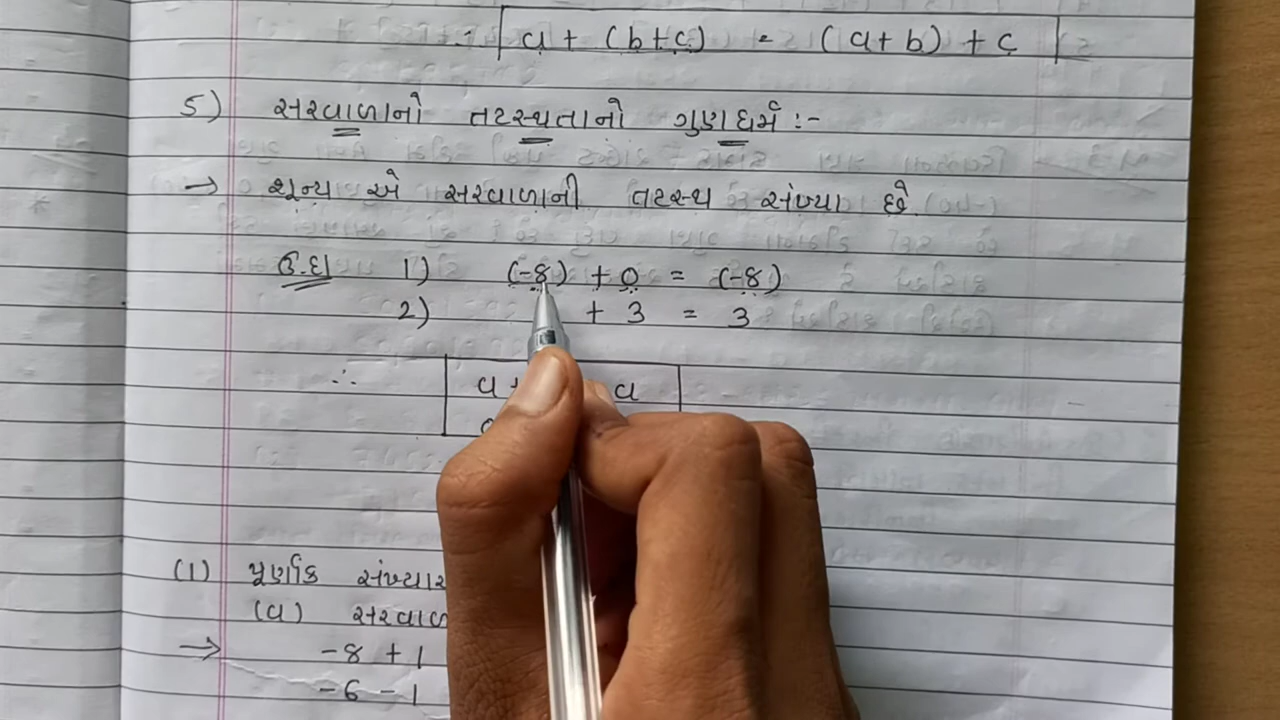 ∴ a + (b+c) = (a+b) + c
5) સરવાળાનો તટસ્થતાનો ગુણધર્મ :-
→ શૂન્ય એ સરવાળાની તટસ્થ સંખ્યા છે.
ઉ.દા 1) (-8) + 0 = (-8)
2) + 3 = 3
∴ a + a
(1) પૂર્ણાંક
(a)
→ -8 + 1
-6 - 1